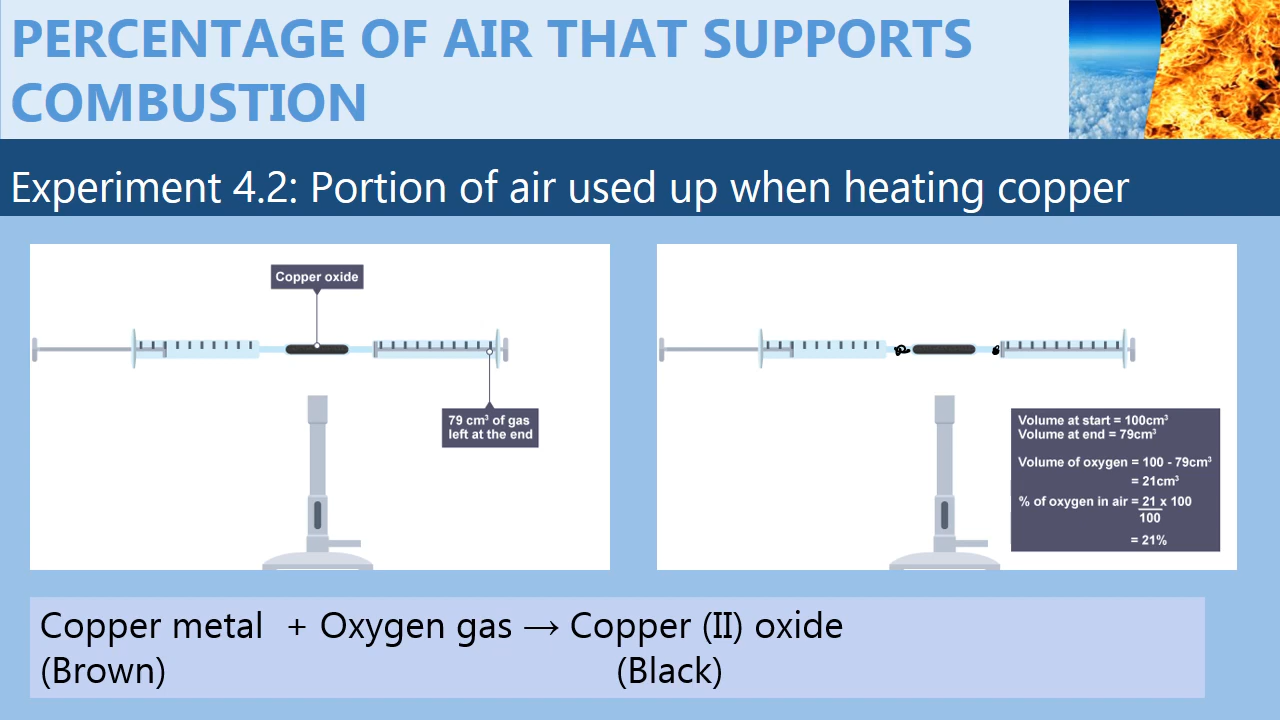 PERCENTAGE OF AIR THAT SUPPORTS
COMBUSTION
Experiment 4.2: Portion of air used up when heating copper
Copper oxide
79 cm³ of gas
left at the end
Volume at start = 100cm³
Volume at end = 79cm³
Volume of oxygen = 100 - 79cm³
= 21cm³
% of oxygen in air = 21 x 100
100
= 21%
Copper metal + Oxygen gas → Copper (II) oxide
(Brown) (Black)